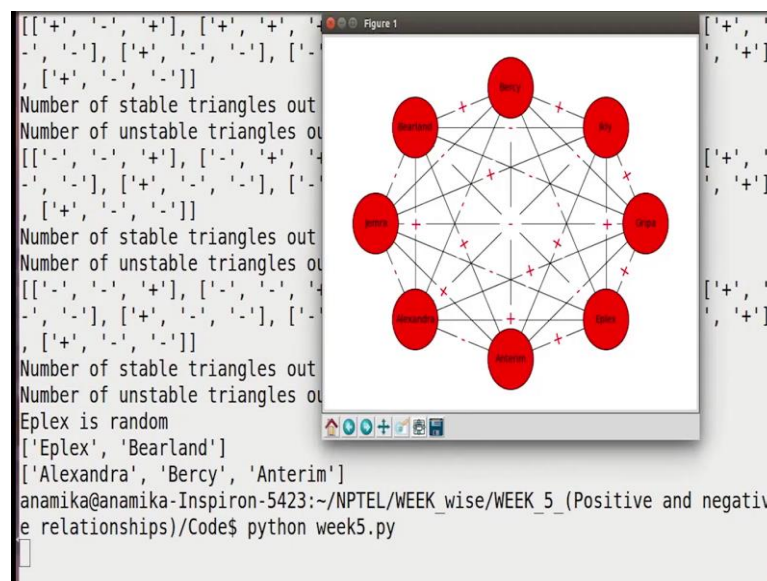 [['+', '-', '+'], ['+', '+',
-', '-'], ['+', '-', '-'], ['-'
, ['+', '-', '-']]
Number of stable triangles out
Number of unstable triangles ou
[['-', '-', '+'], ['-', '+',
-', '-'], ['+', '-', '-'], ['-'
, ['+', '-', '-']]
Number of stable triangles out
Number of unstable triangles ou
[['-', '-', '+'], ['-', '-',
-', '-'], ['+', '-', '-'], ['-'
, ['+', '-', '-']]
Number of stable triangles out
Number of unstable triangles ou
Eplex is random
['Eplex', 'Bearland']
['Alexandra', 'Bercy', 'Anterim']
anamika@anamika-Inspiron-5423:~/NPTEL/WEEK_wise/WEEK_5_(Positive and negativ
e relationships)/Code$ python week5.py
Figure 1
Bercy
Bearland
Gripa
Alexandra
Eplex
Anterim
['+',
'+']
['+',
'+']
['+',
'+']